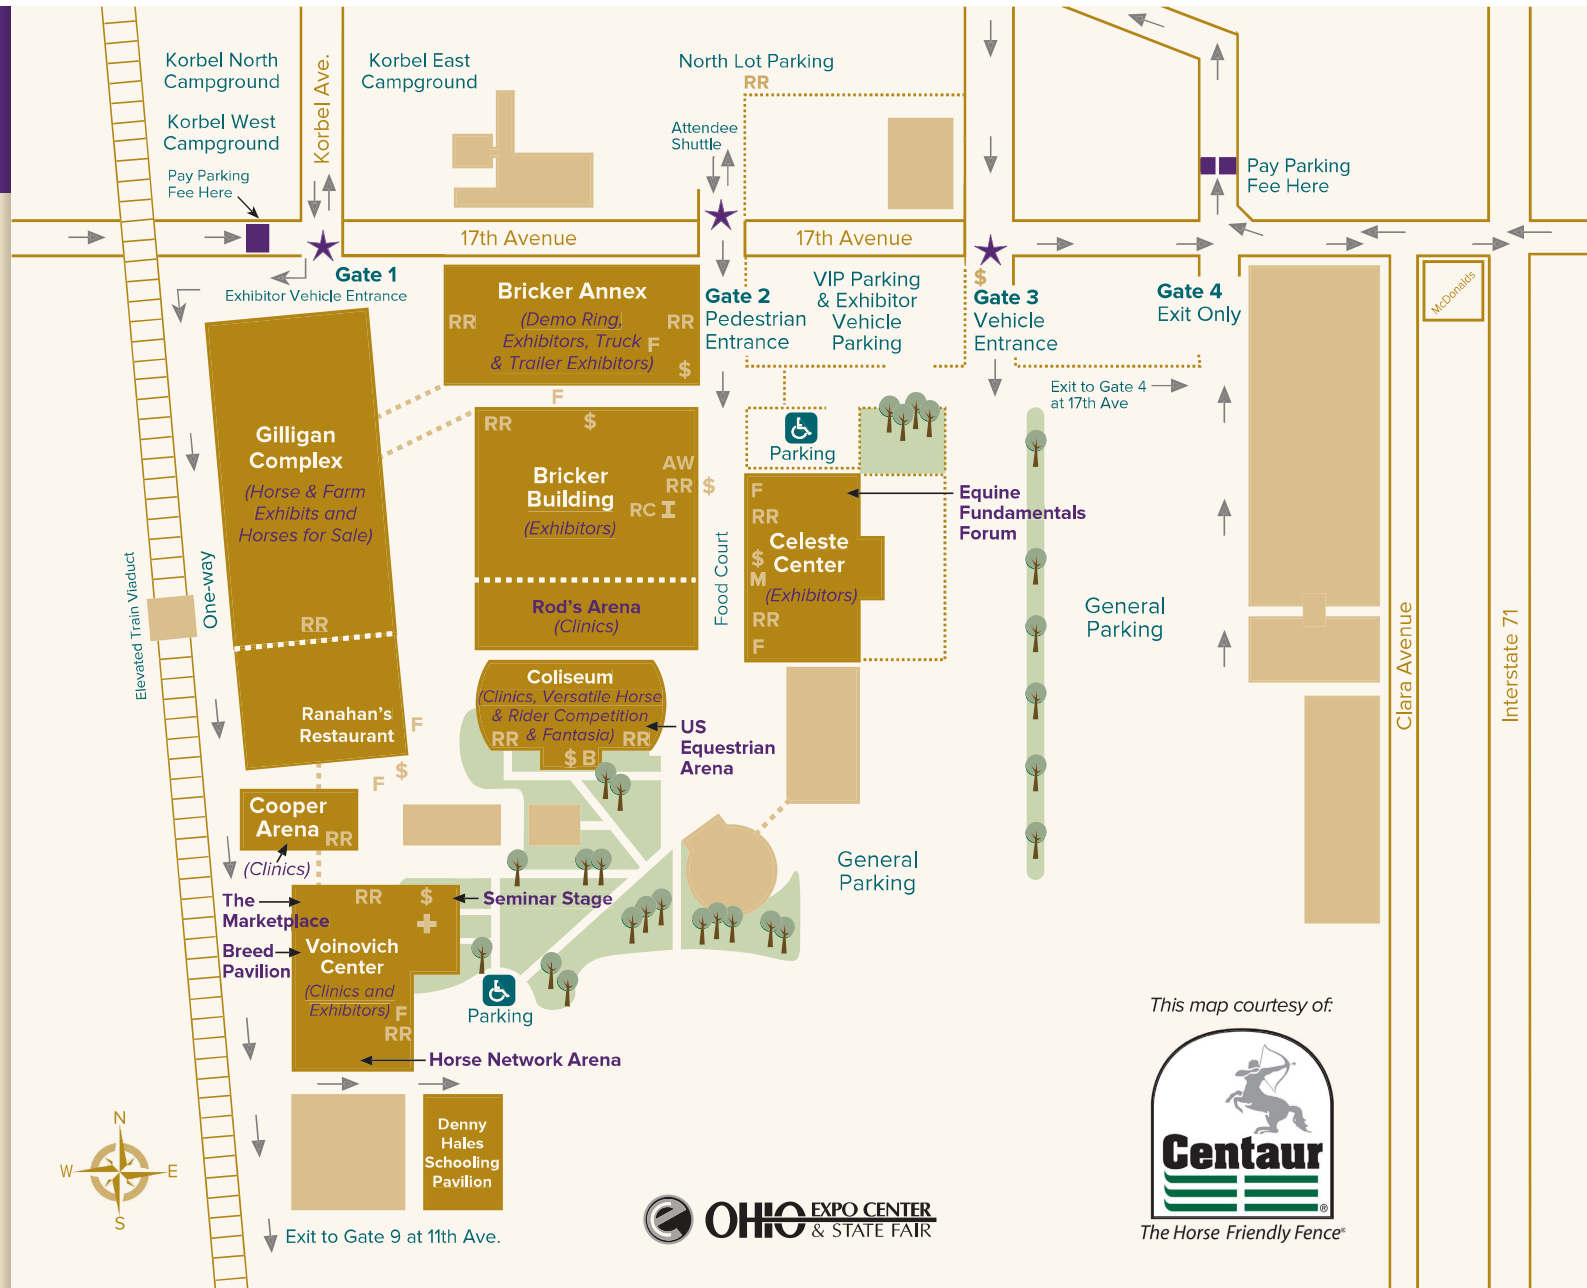 Korbel North
Campground
Korbel West
Campground
Pay Parking
Fee Here
Korbel Ave.
Korbel East
Campground
North Lot Parking
RR
Attendee
Shuttle
Pay Parking
Fee Here
17th Avenue
17th Avenue
Gate 1
Exhibitor Vehicle Entrance
Bricker Annex
(Demo Ring,
Exhibitors, Truck
& Trailer Exhibitors)
RR
RR
F
$
Gate 2
Pedestrian
Entrance
VIP Parking
& Exhibitor
Vehicle
Parking
$
Gate 3
Vehicle
Entrance
Gate 4
Exit Only
McDonalds
Exit to Gate 4
at 17th Ave
F
Gilligan
Complex
(Horse & Farm
Exhibits and
Horses for Sale)
RR
RR
$
Bricker
Building
(Exhibitors)
AW
RR
$
RC
I
Parking
F
RR
Celeste
Center
$
M
(Exhibitors)
RR
F
Equine
Fundamentals
Forum
Elevated Train Viaduct
One-way
Food Court
Rod's Arena
(Clinics)
General
Parking
Clara Avenue
Interstate 71
Ranahan's
Restaurant
F
$
F
Coliseum
(Clinics, Versatile Horse
& Rider Competition
& Fantasia)
RR
RR
$ B
US
Equestrian
Arena
Cooper
Arena
RR
(Clinics)
General
Parking
The
Marketplace
Breed
Pavilion
RR
$
Voinovich
Center
(Clinics and
Exhibitors)
F
RR
Seminar Stage
Parking
Horse Network Arena
Denny
Hales
Schooling
Pavilion
N
W
E
S
Exit to Gate 9 at 11th Ave.
OHIO EXPO CENTER
& STATE FAIR
This map courtesy of:
Centaur
®
The Horse Friendly Fence®